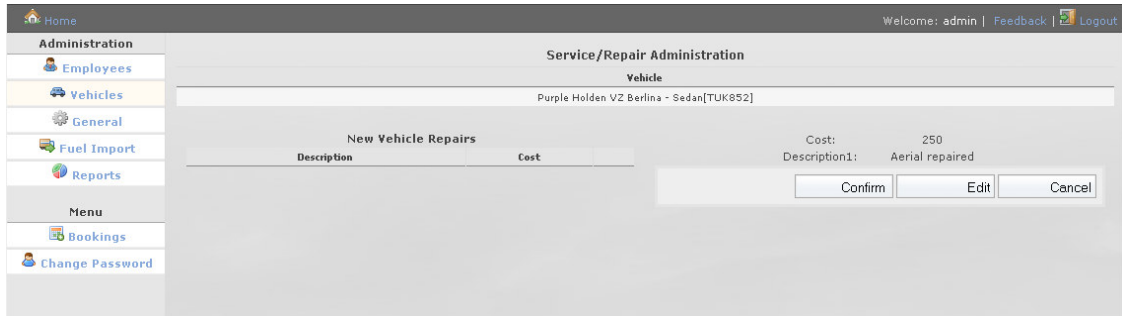 Home
Welcome: admin | Feedback | Logout
Administration
Employees
Vehicles
General
Fuel Import
Reports
Menu
Bookings
Change Password
Service/Repair Administration
Vehicle
Purple Holden VZ Berlina - Sedan[TUK852]
New Vehicle Repairs
Description Cost
Cost: 250
Description1: Aerial repaired
Confirm Edit Cancel